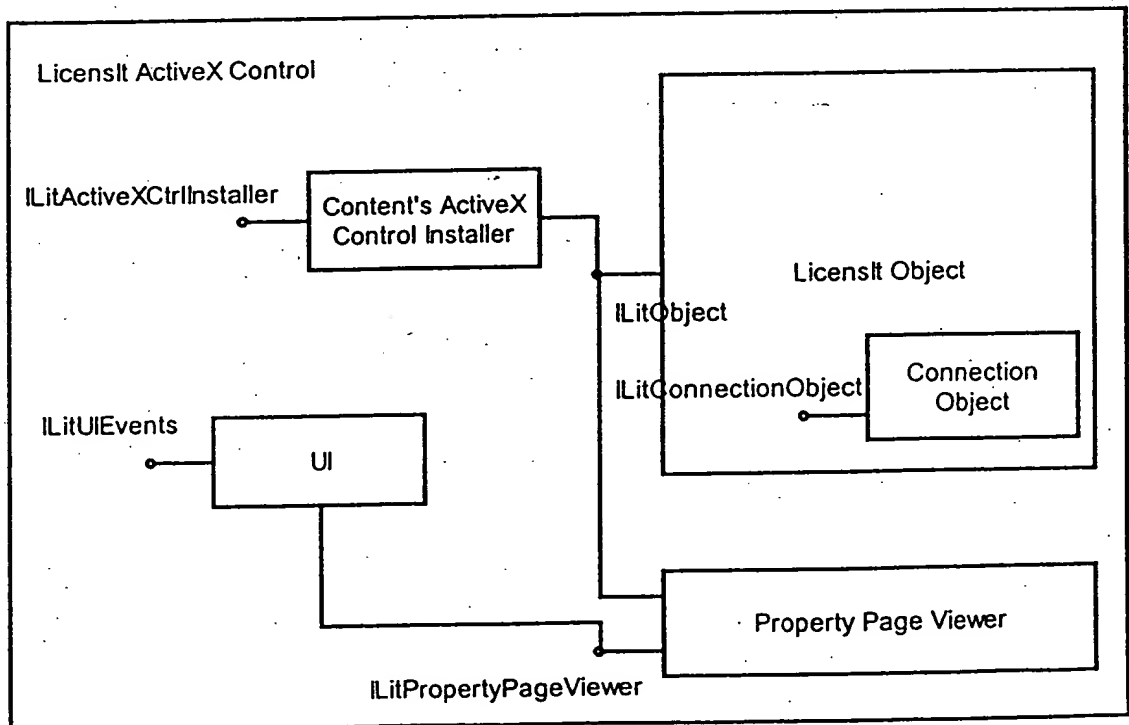 LicensIt ActiveX Control
ILitActiveXCtrlInstaller
Content's ActiveX
Control Installer
LicensIt Object
ILitObject
ILitConnectionObject
Connection
Object
ILitUIEvents
UI
Property Page Viewer
ILitPropertyPageViewer